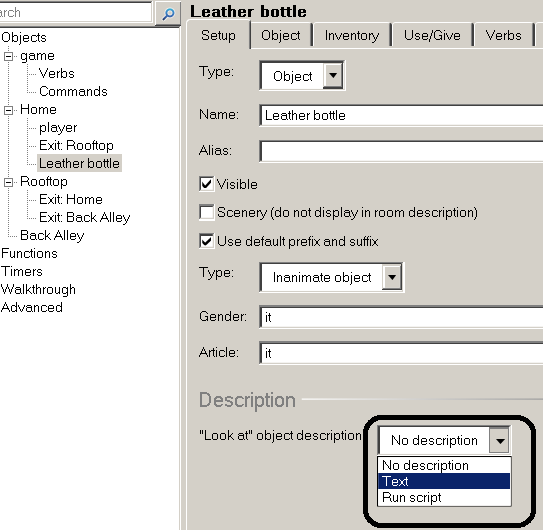 arch
Leather bottle
Objects
game
Verbs
Commands
Home
player
Exit: Rooftop
Leather bottle
Rooftop
Exit: Home
Exit: Back Alley
Back Alley
Functions
Timers
Walkthrough
Advanced
Setup Object Inventory Use/Give Verbs
Type: Object
Name: Leather bottle
Alias:
Visible
Scenery (do not display in room description)
Use default prefix and suffix
Type: Inanimate object
Gender: it
Article: it
Description
"Look at" object description No description
No description
Text
Run script